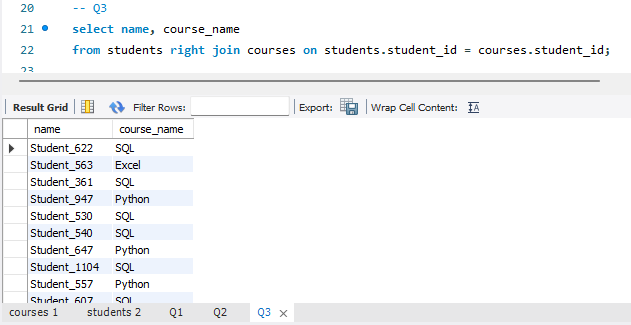 20 -- Q3
21 select name, course_name
22 from students right join courses on students.student_id = courses.student_id;
23
Result Grid Filter Rows: Export: Wrap Cell Content: IA
name course_name
Student_622 SQL
Student_563 Excel
Student_361 SQL
Student_947 Python
Student_530 SQL
Student_540 SQL
Student_647 Python
Student_1104 SQL
Student_557 Python
Student_607 SQL
courses 1 students 2 Q1 Q2 Q3 ×